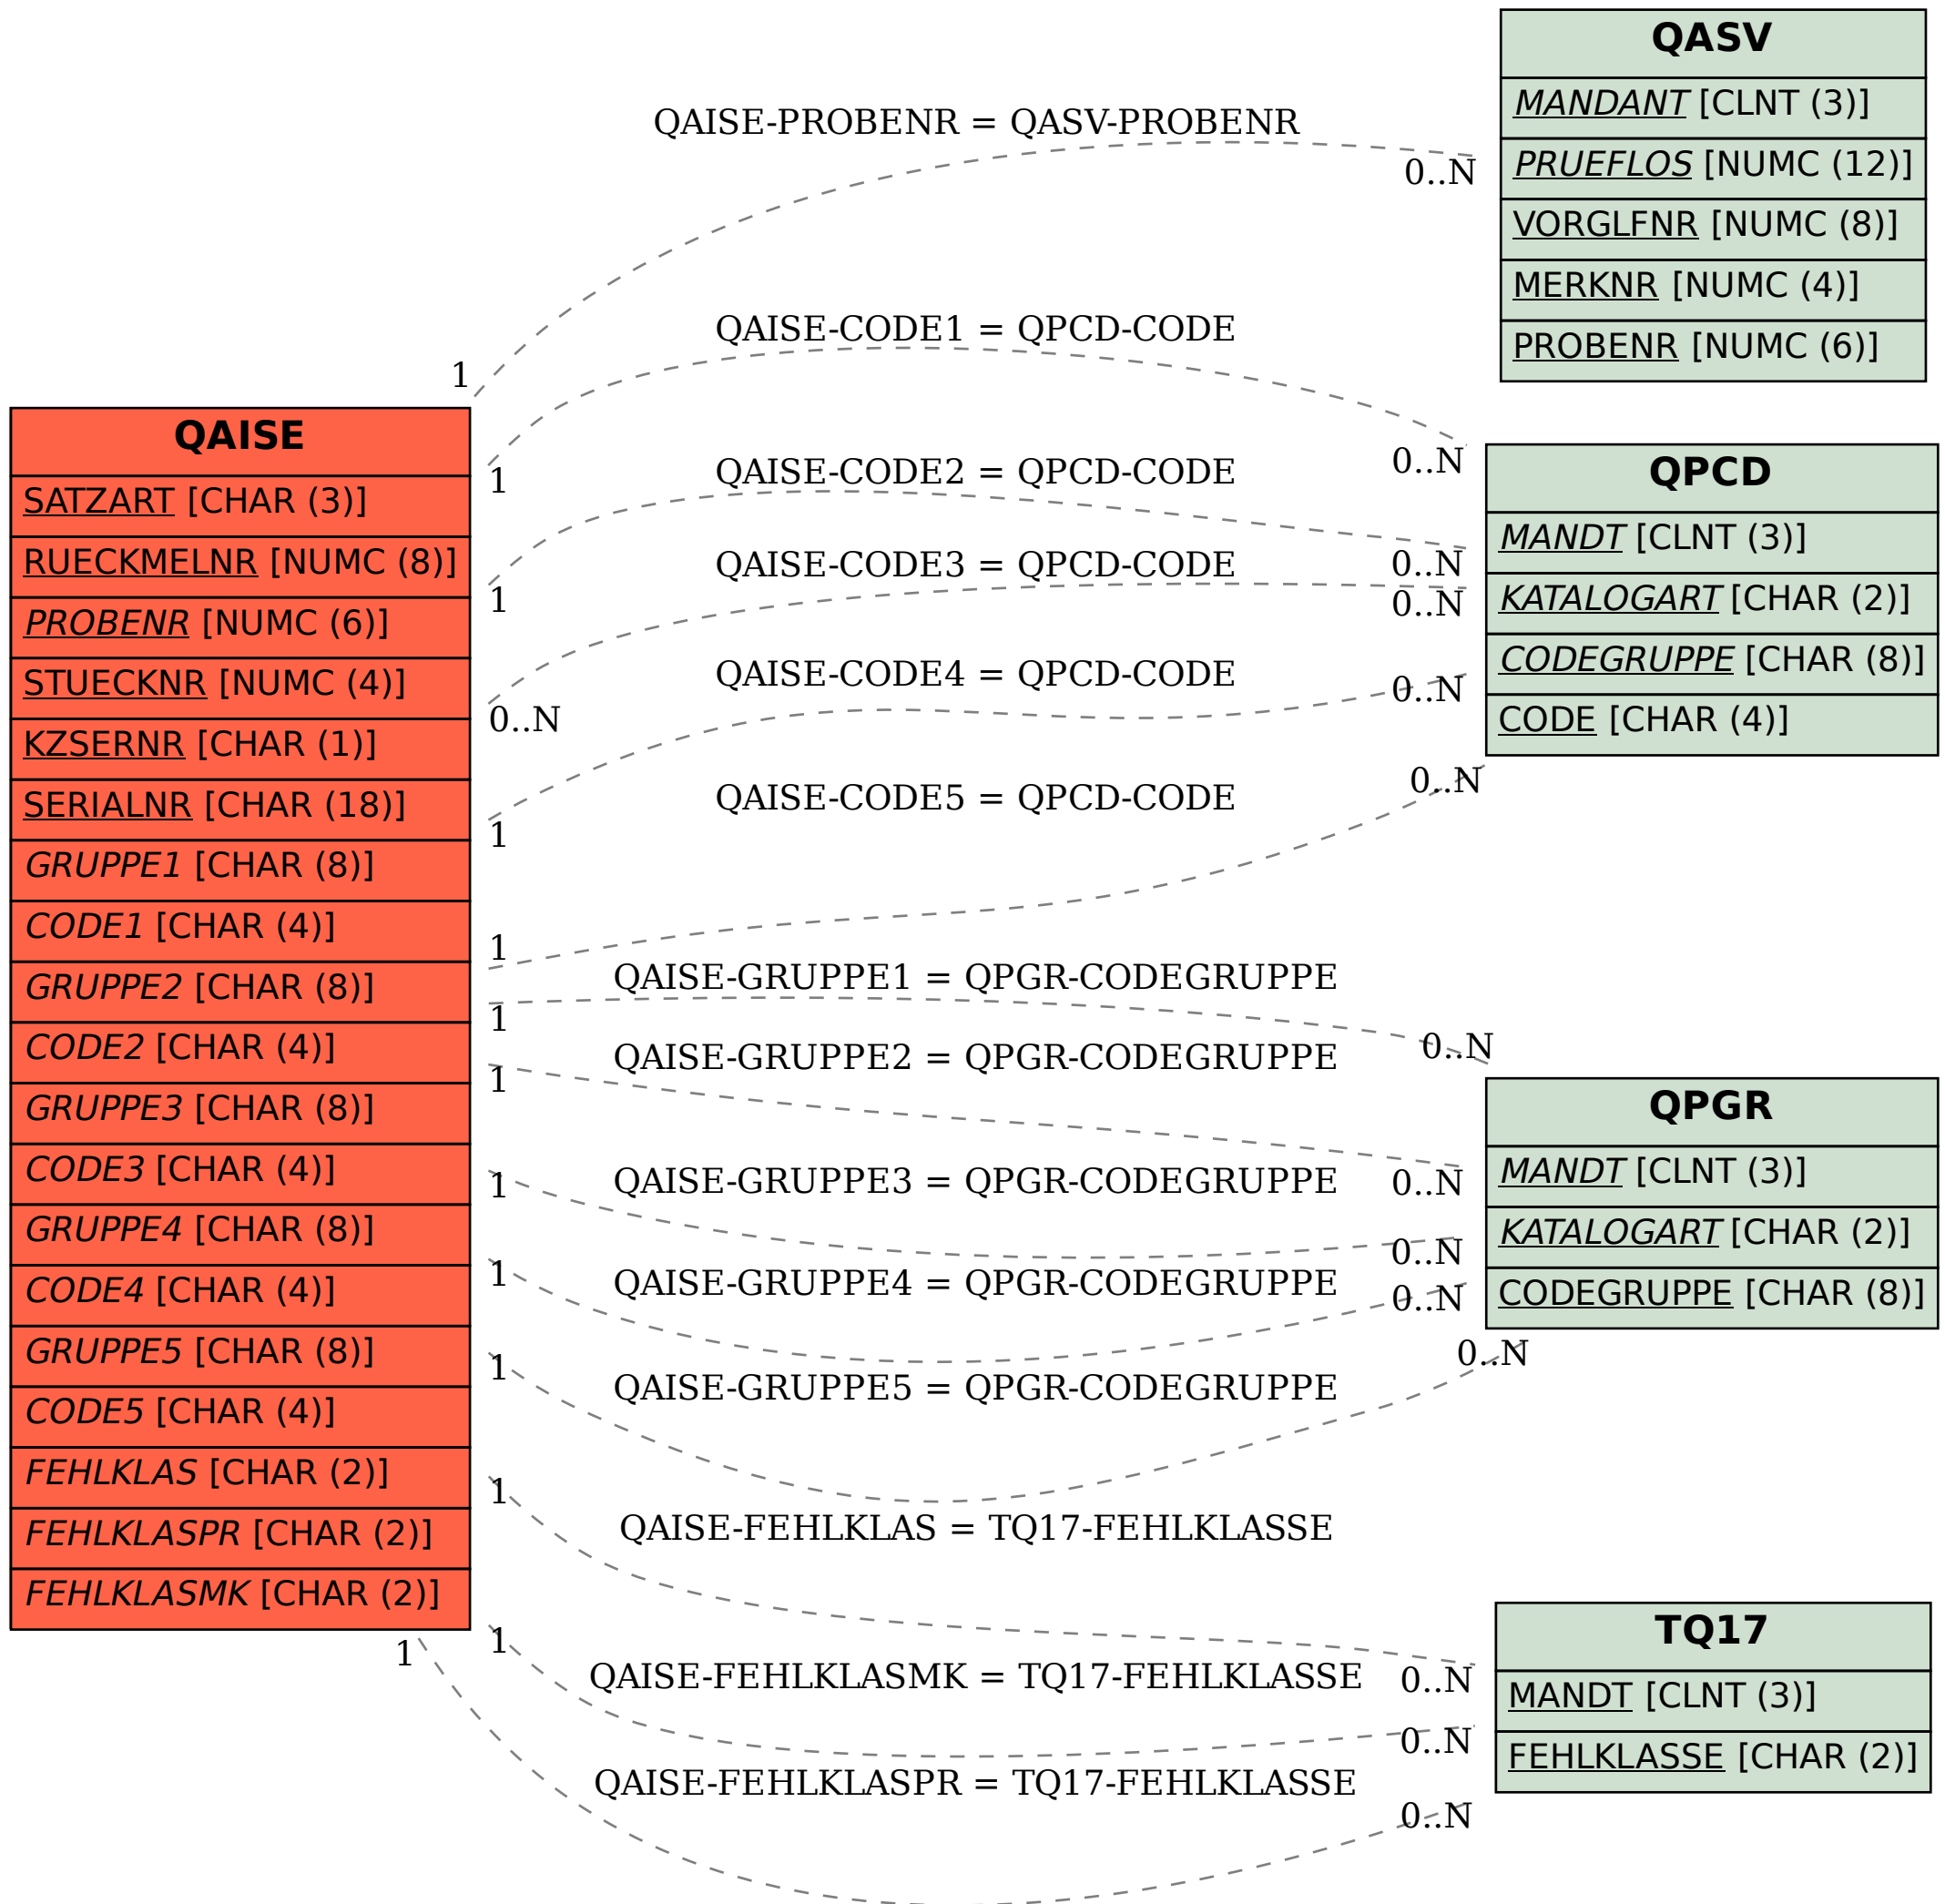 QASV
MANDANT [CLNT (3)]
PRUEFLOS [NUMC (12)]
VORGLFNR [NUMC (8)]
MERKNR [NUMC (4)]
PROBENR [NUMC (6)]
QAISE-PROBENR = QASV-PROBENR
0..N
1
QAISE-CODE1 = QPCD-CODE
0..N
1
QAISE-CODE2 = QPCD-CODE
0..N
1
QAISE-CODE3 = QPCD-CODE
0..N
0..N
QAISE-CODE4 = QPCD-CODE
0..N
1
QAISE-CODE5 = QPCD-CODE
0..N
1
QAISE
SATZART [CHAR (3)]
RUECKMELNR [NUMC (8)]
PROBENR [NUMC (6)]
STUECKNR [NUMC (4)]
KZSERNR [CHAR (1)]
SERIALNR [CHAR (18)]
GRUPPE1 [CHAR (8)]
CODE1 [CHAR (4)]
GRUPPE2 [CHAR (8)]
CODE2 [CHAR (4)]
GRUPPE3 [CHAR (8)]
CODE3 [CHAR (4)]
GRUPPE4 [CHAR (8)]
CODE4 [CHAR (4)]
GRUPPE5 [CHAR (8)]
CODE5 [CHAR (4)]
FEHLKLAS [CHAR (2)]
FEHLKLASPR [CHAR (2)]
FEHLKLASMK [CHAR (2)]
QPCD
MANDT [CLNT (3)]
KATALOGART [CHAR (2)]
CODEGRUPPE [CHAR (8)]
CODE [CHAR (4)]
QAISE-GRUPPE1 = QPGR-CODEGRUPPE
1
0..N
QAISE-GRUPPE2 = QPGR-CODEGRUPPE
1
0..N
QAISE-GRUPPE3 = QPGR-CODEGRUPPE
1
0..N
QAISE-GRUPPE4 = QPGR-CODEGRUPPE
1
0..N
QAISE-GRUPPE5 = QPGR-CODEGRUPPE
1
0..N
QPGR
MANDT [CLNT (3)]
KATALOGART [CHAR (2)]
CODEGRUPPE [CHAR (8)]
QAISE-FEHLKLAS = TQ17-FEHLKLASSE
1
0..N
QAISE-FEHLKLASMK = TQ17-FEHLKLASSE
1
0..N
QAISE-FEHLKLASPR = TQ17-FEHLKLASSE
1
0..N
TQ17
MANDT [CLNT (3)]
FEHLKLASSE [CHAR (2)]